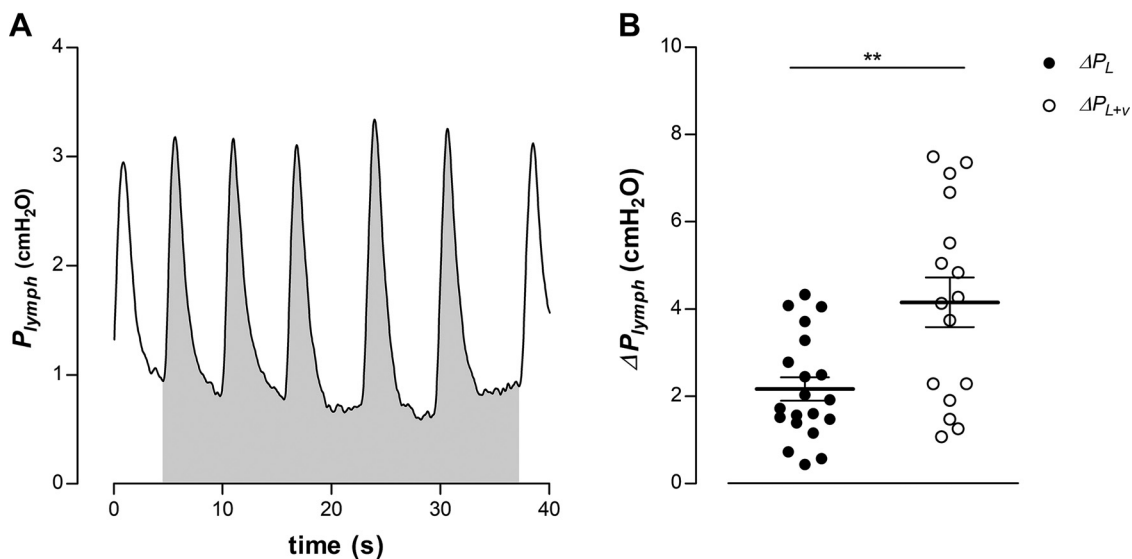 A
4
3
2
1
0
P_lymph (cmH₂O)
0 10 20 30 40
time (s)
B
10
8
6
4
2
0
ΔP_lymph (cmH₂O)
**
ΔP_L
ΔP_L+v